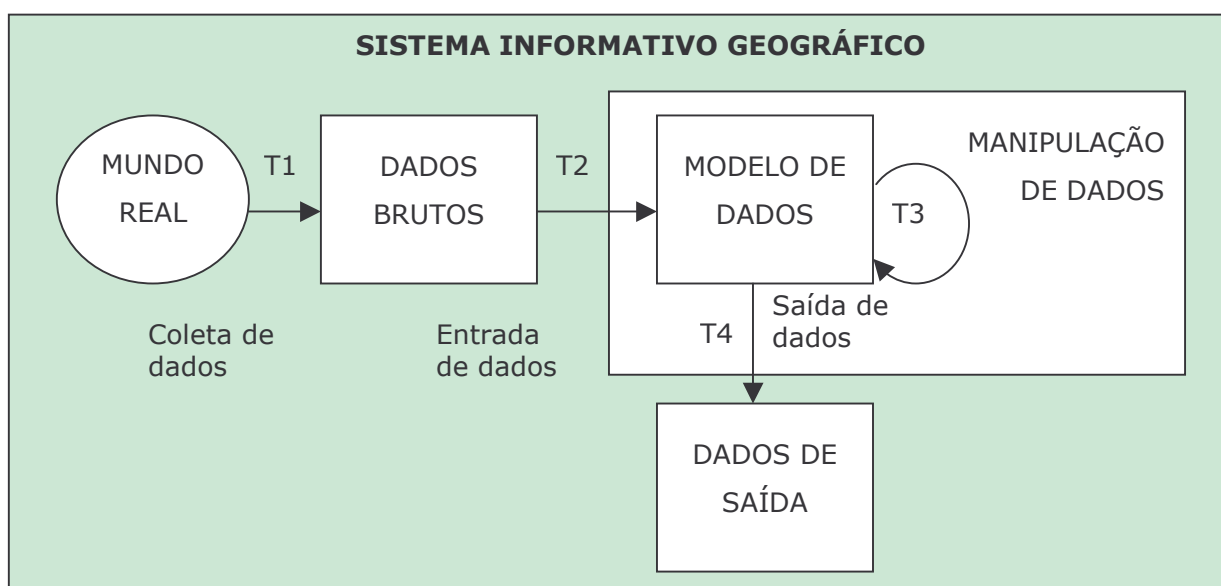 SISTEMA INFORMATIVO GEOGRÁFICO
MUNDO
REAL
T1
DADOS
BRUTOS
T2
MODELO DE
DADOS
T3
MANIPULAÇÃO
DE DADOS
Coleta de
dados
Entrada
de dados
T4
Saída de
dados
DADOS DE
SAÍDA